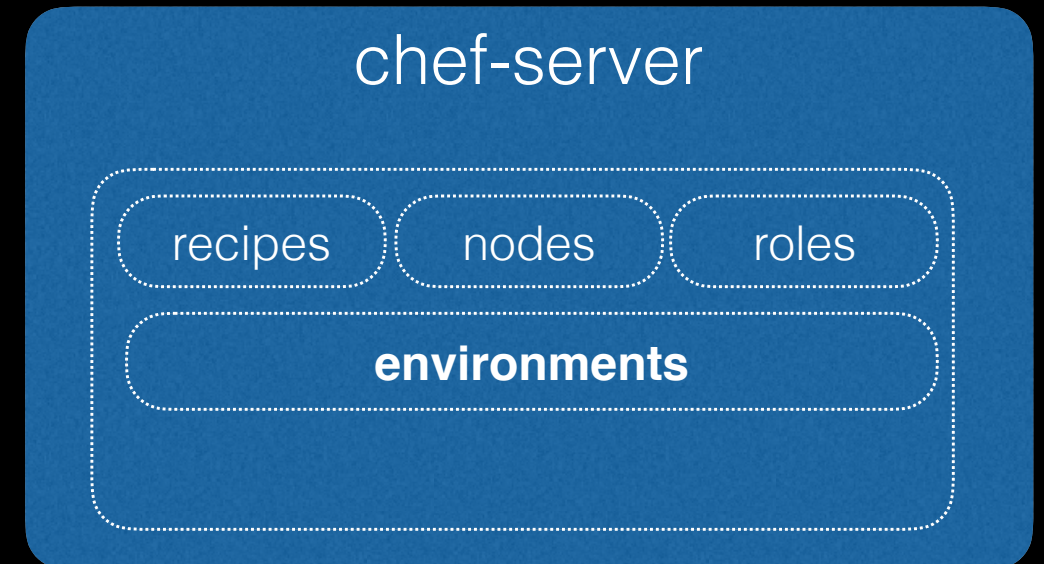 chef-server
recipes nodes roles
environments